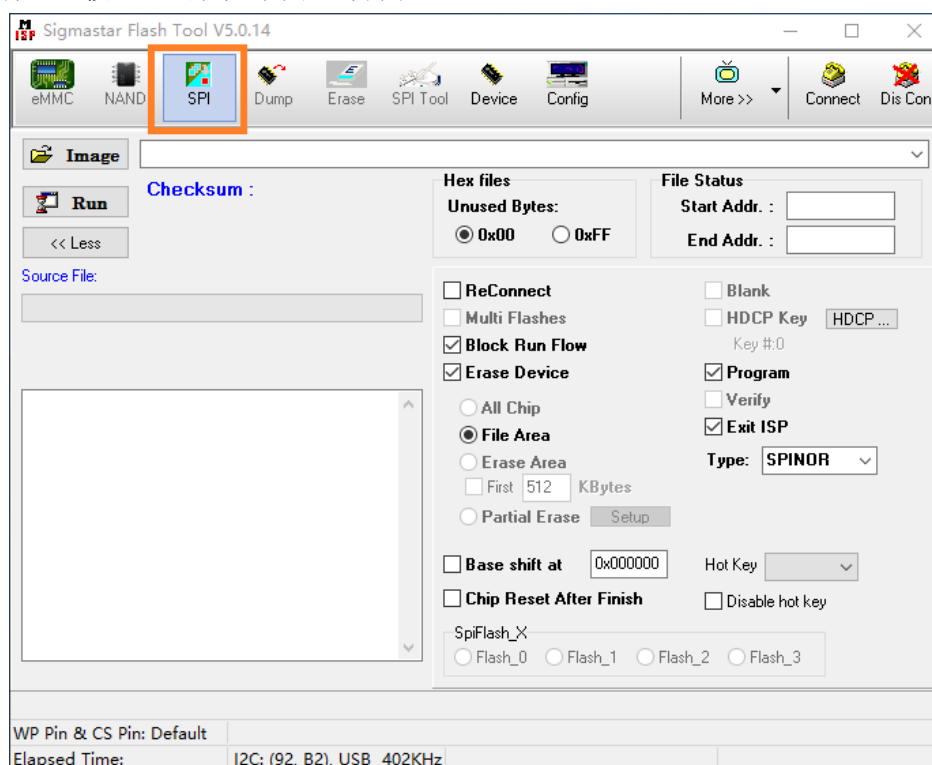 M ISP Sigmastar Flash Tool V5.0.14
eMMC NAND SPI Dump Erase SPI Tool Device Config More >> Connect Dis Con
Image
Run
Checksum :
<< Less
Source File:
Hex files
Unused Bytes:
0x00 0xFF
File Status
Start Addr. :
End Addr. :
ReConnect
Multi Flashes
Block Run Flow
Erase Device
All Chip
File Area
Erase Area
First 512 KBytes
Partial Erase Setup
Blank
HDCP Key HDCP ...
Key #:0
Program
Verify
Exit ISP
Type: SPINOR
Base shift at 0x000000
Hot Key
Chip Reset After Finish
Disable hot key
SpiFlash_X
Flash_0 Flash_1 Flash_2 Flash_3
WP Pin & CS Pin: Default
Elapsed Time: I2C: (92, B2), USB 402KHz